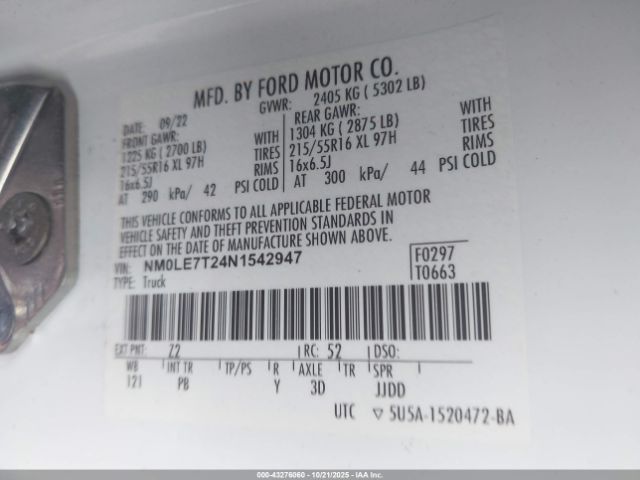 MFD. BY FORD MOTOR CO.
DATE: 09/22 GVWR: 2405 KG ( 5302 LB)
FRONT GAWR: WITH REAR GAWR: WITH
1225 KG ( 2700 LB) TIRES 1304 KG ( 2875 LB) TIRES
215/55R16 XL 97H RIMS 215/55R16 XL 97H RIMS
16x6.5J 16x6.5J
AT 290 kPa/ 42 PSI COLD AT 300 kPa/ 44 PSI COLD
THIS VEHICLE CONFORMS TO ALL APPLICABLE FEDERAL MOTOR
VEHICLE SAFETY AND THEFT PREVENTION STANDARDS IN
EFFECT ON THE DATE OF MANUFACTURE SHOWN ABOVE.
VIN: NM0LE7T24N1542947 F0297
TYPE: Truck T0663
EXT PNT: Z2 RC: 52 DSO:
WB INT TR TP/PS R AXLE TR SPR
121 PB Y 3D JJDD
UTC ▽ 5U5A-1520472-BA
000-43276060 - 10/21/2025 - IAAI.com